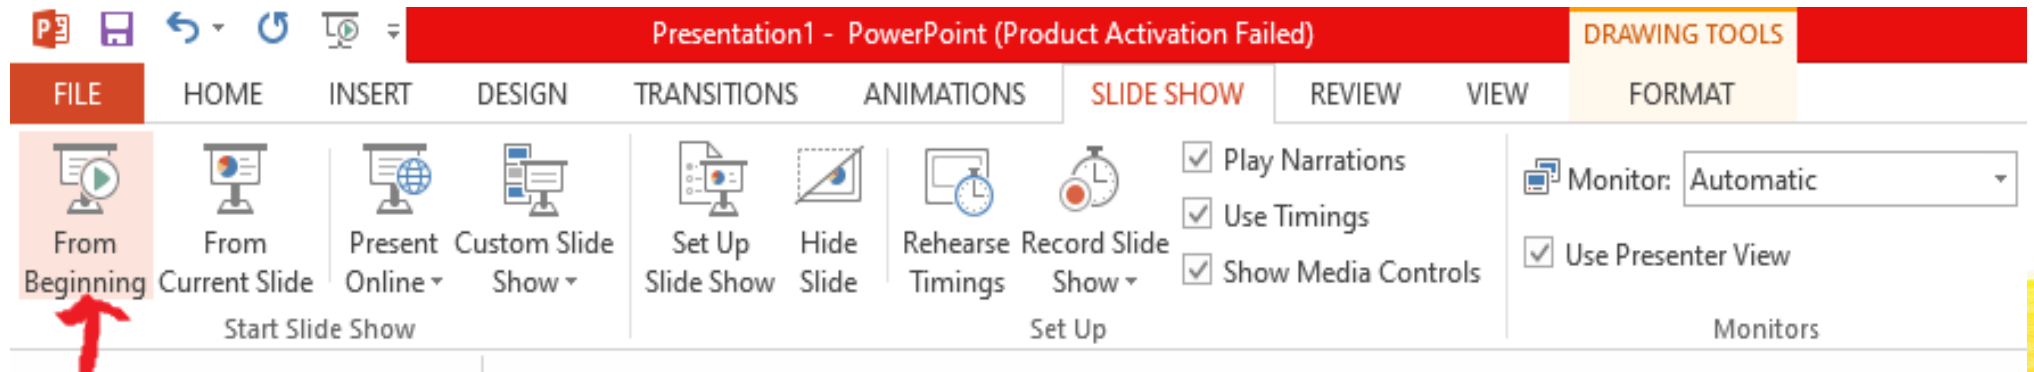 Presentation1 - PowerPoint (Product Activation Failed)
DRAWING TOOLS
FILE HOME INSERT DESIGN TRANSITIONS ANIMATIONS SLIDE SHOW REVIEW VIEW FORMAT
From Beginning
From Current Slide
Present Online
Custom Slide Show
Set Up Slide Show
Hide Slide
Rehearse Timings
Record Slide Show
Play Narrations
Use Timings
Show Media Controls
Monitor: Automatic
Use Presenter View
Start Slide Show
Set Up
Monitors